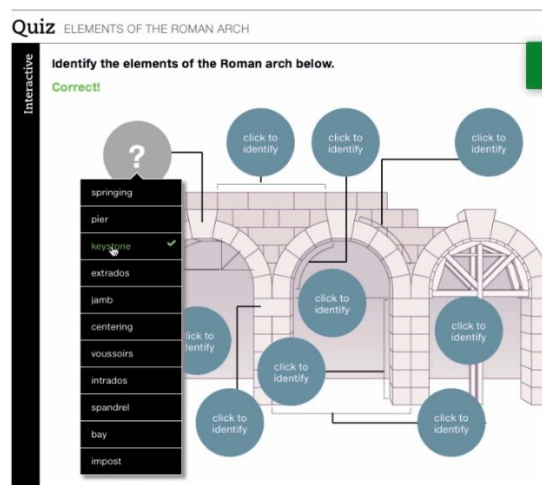 Quiz ELEMENTS OF THE ROMAN ARCH
Interactive
Identify the elements of the Roman arch below.
Correct!
?
click to
identify
click to
identify
click to
identify
springing
pier
keystone
extrados
jamb
centering
voussoirs
intrados
spandrel
bay
impost
click to
identify
lick to
dentify
click to
identify
click to
identify
click to
identify
click to
identify